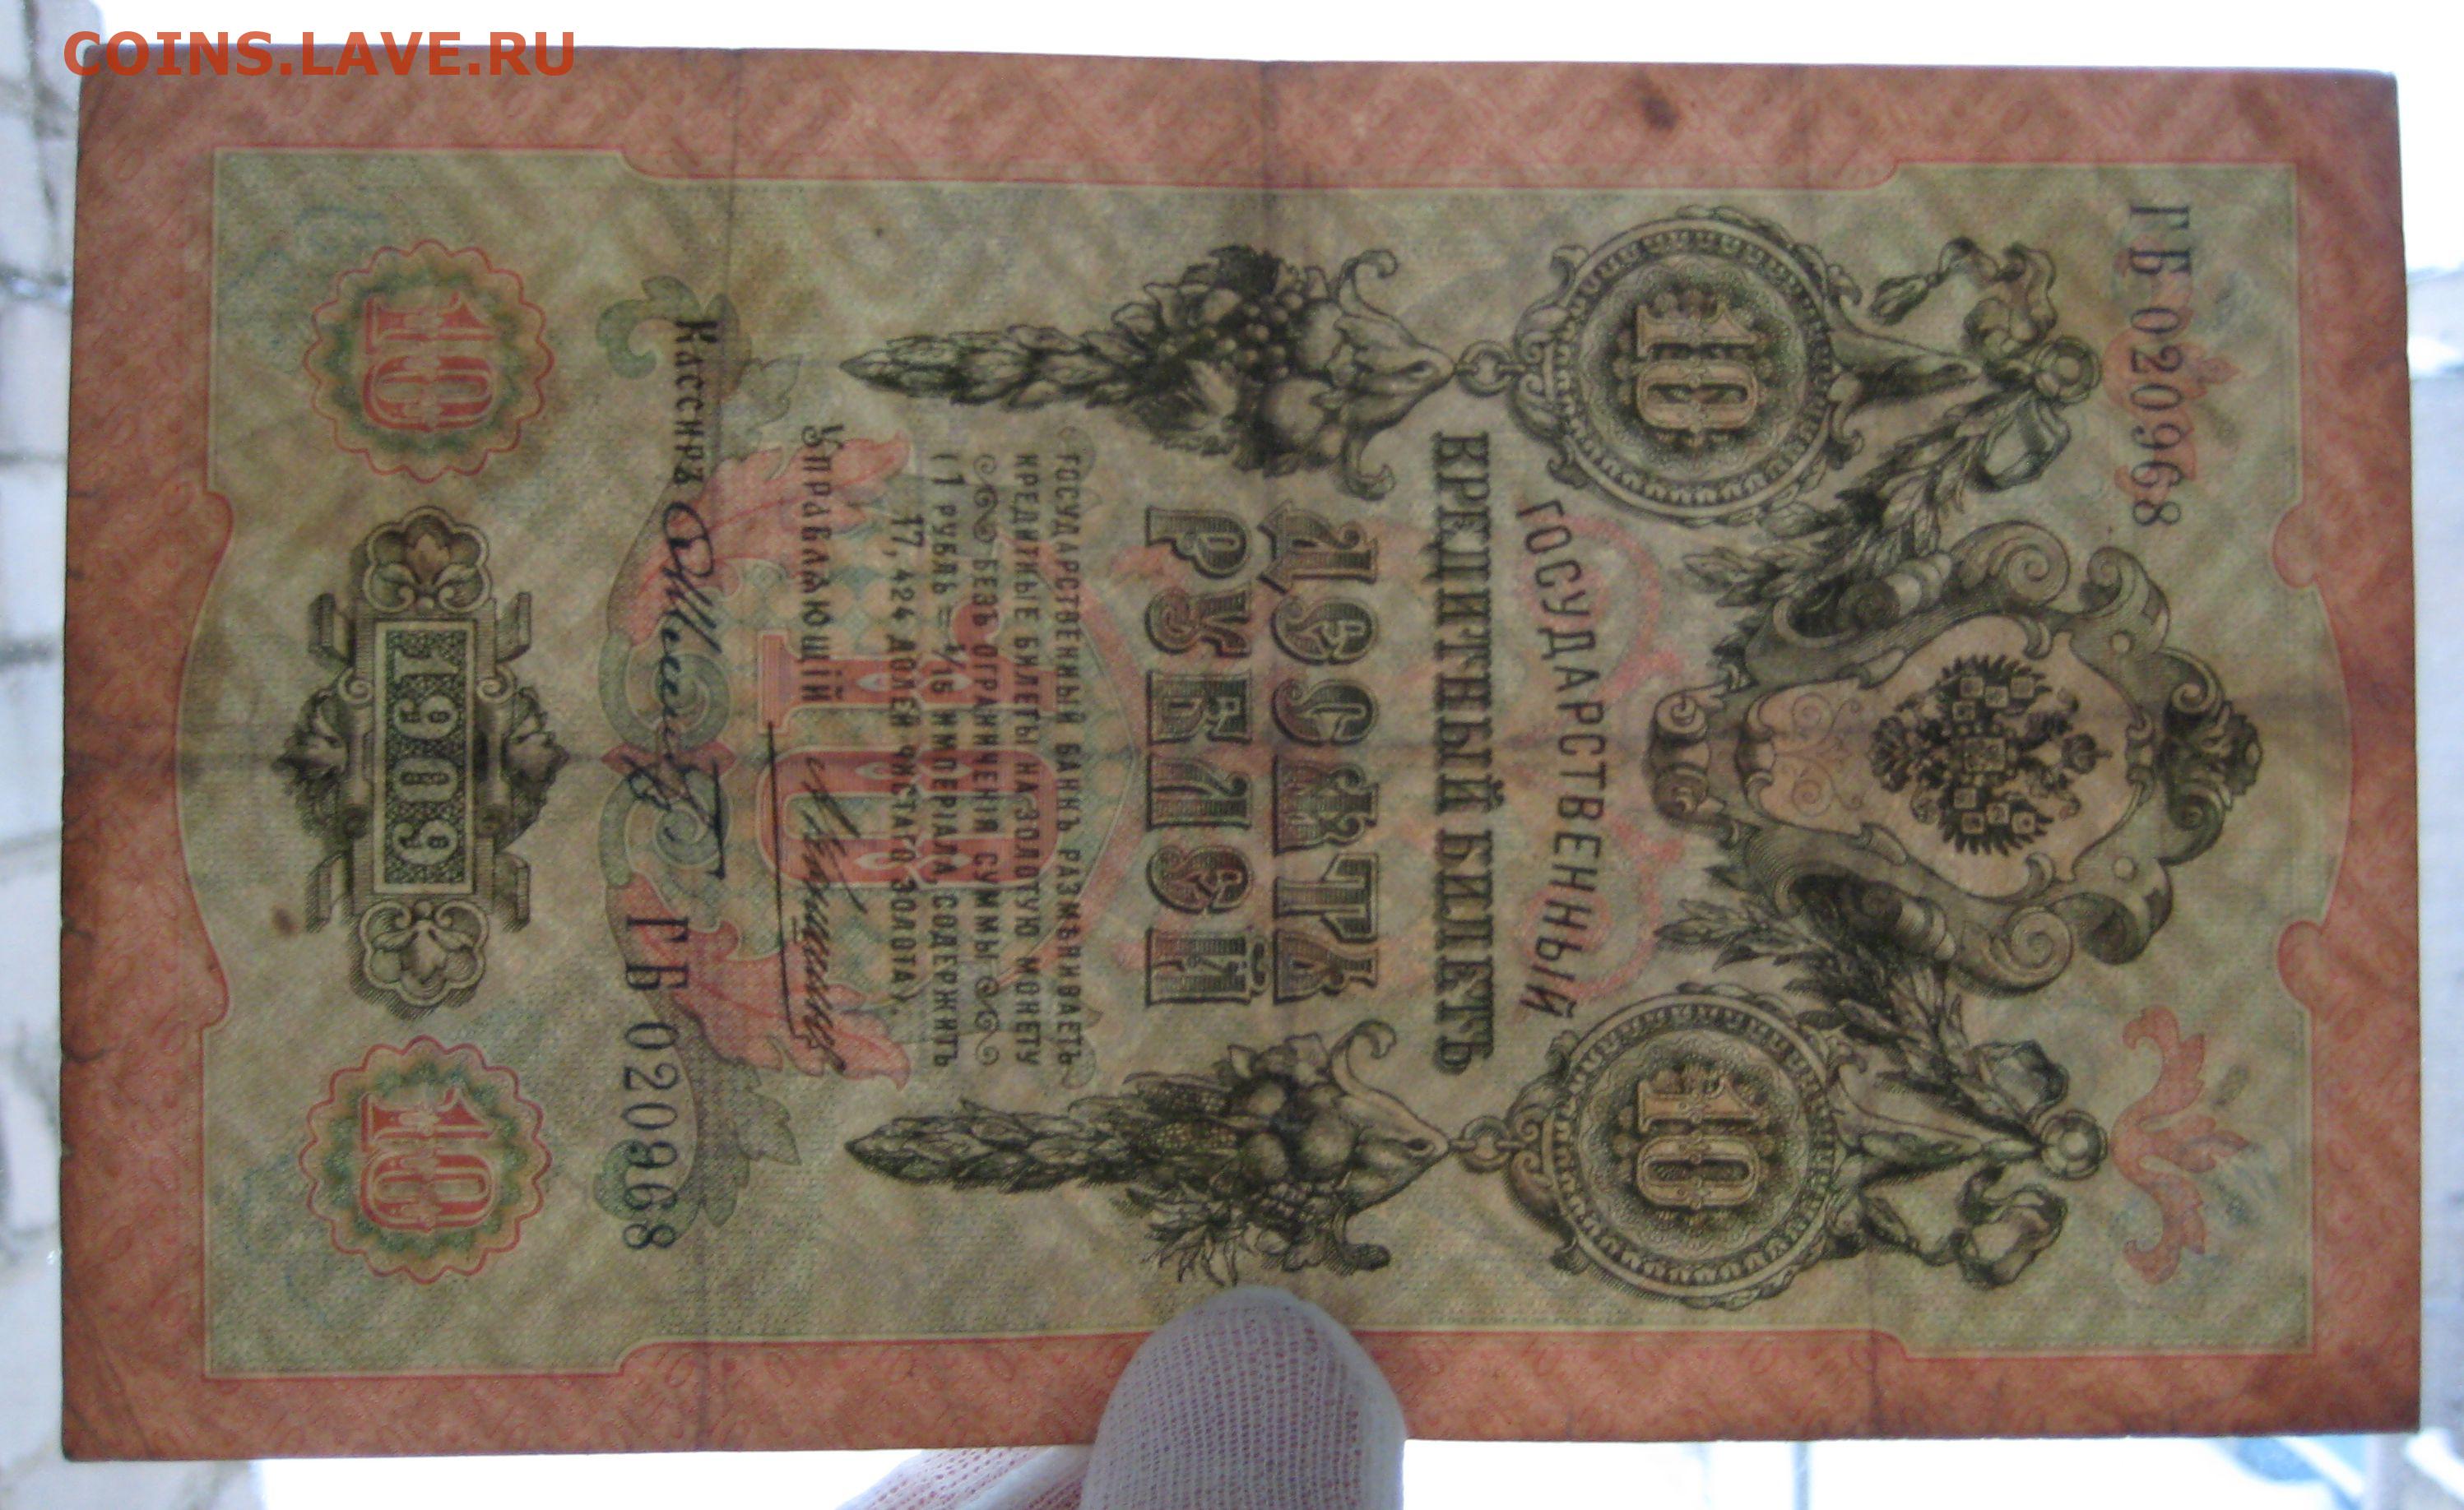 COINS.LAVE.RU
ГБ 020968
10
10
ГОСУДАРСТВЕННЫЙ
КРЕДИТНЫЙ БИЛЕТЪ
ДЕСЯТЬ
РУБЛЕЙ
ГОСУДАРСТВЕННЫЙ БАНКЪ РАЗМѢНИВАЕТЪ
КРЕДИТНЫЕ БИЛЕТЫ НА ЗОЛОТУЮ МОНЕТУ
БЕЗЪ ОГРАНИЧЕНІЯ СУММЫ
(1 РУБЛЬ = 1/15 ИМПЕРІАЛА, СОДЕРЖИТЪ
17,424 ДОЛЕЙ ЧИСТАГО ЗОЛОТА).
Управляющій
10
Кассиръ
ГБ 020968
10
1909
10